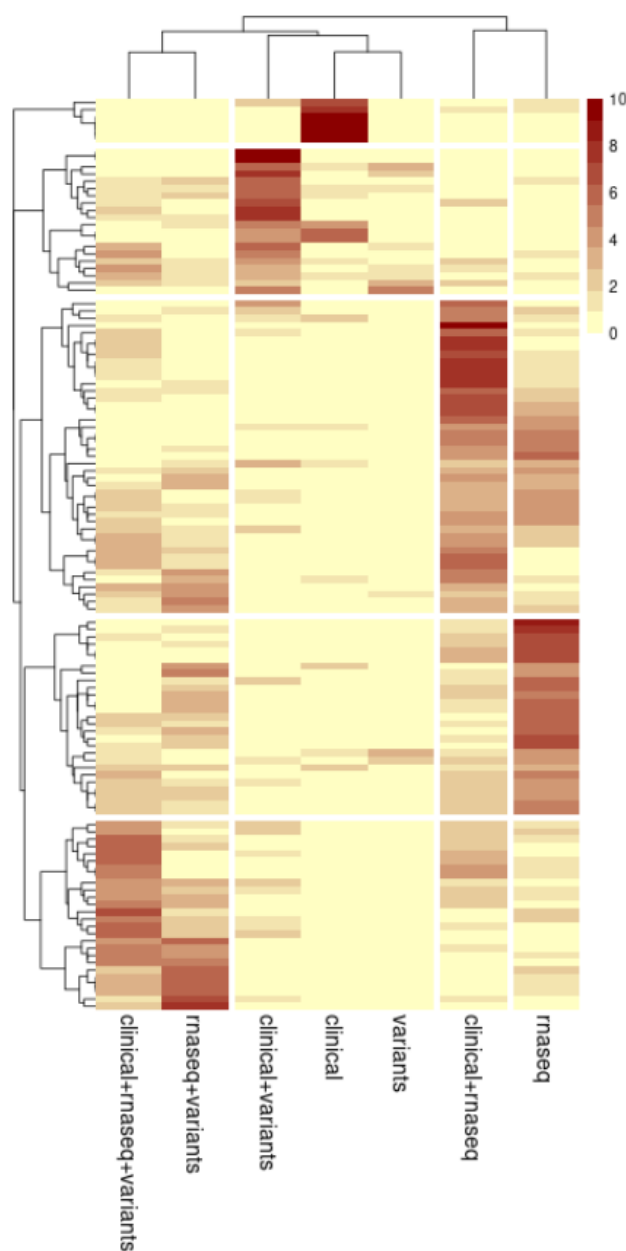 10
8
6
4
2
0
clinical+rnaseq+variants
rnaseq+variants
clinical+variants
clinical
variants
clinical+rnaseq
rnaseq